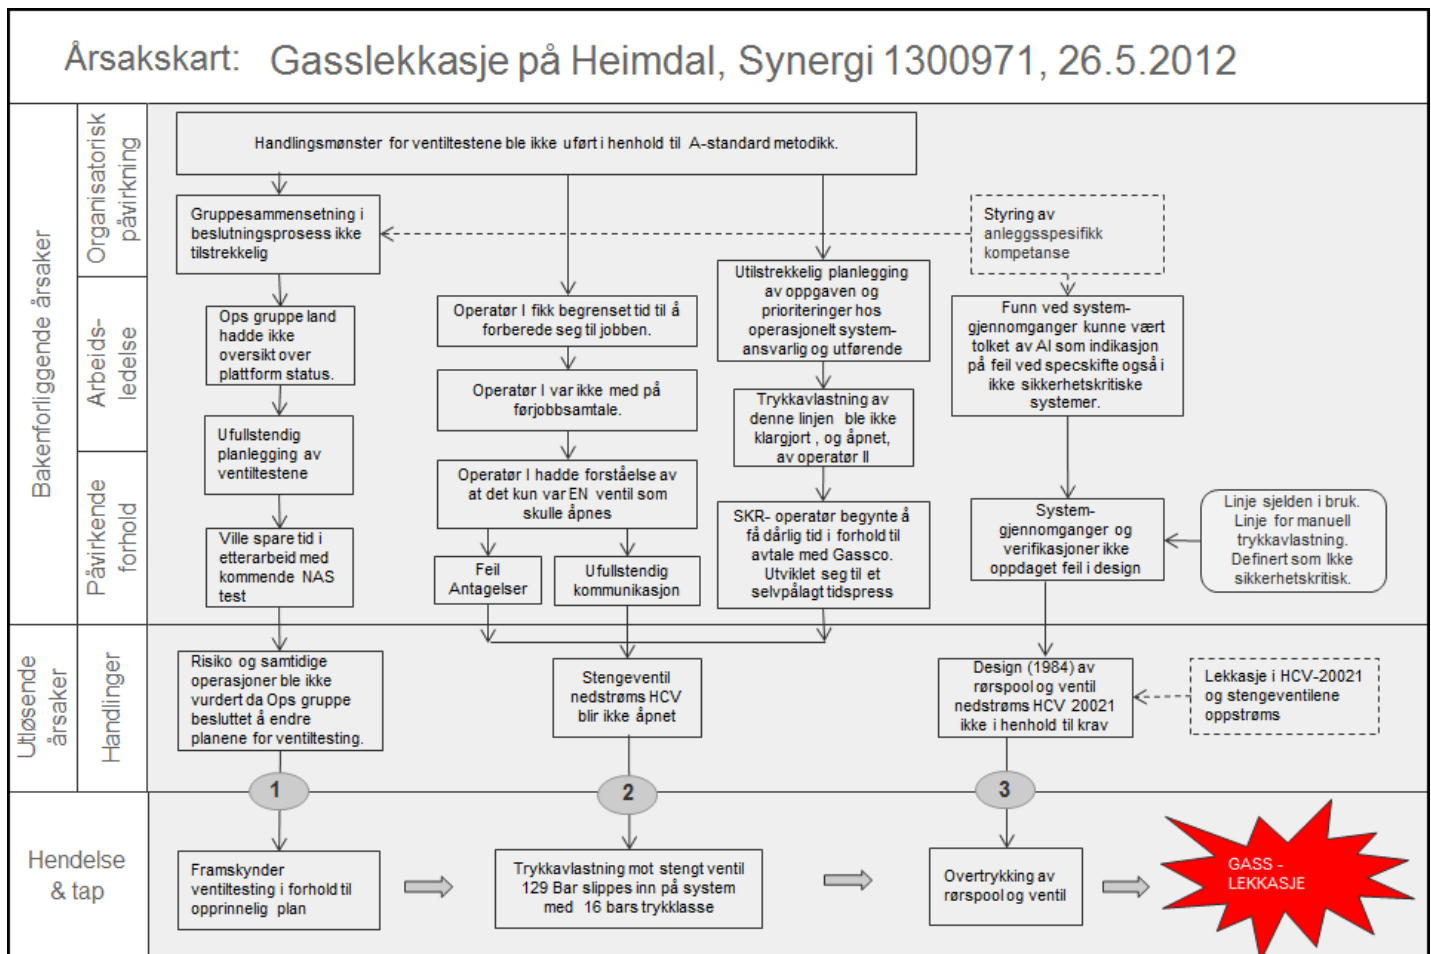 Årsakskart: Gasslekkasje på Heimdal, Synergi 1300971, 26.5.2012
Bakenforliggende årsaker
Organisatorisk
påvirkning
Handlingsmønster for ventiltestene ble ikke uført i henhold til A-standard metodikk.
Gruppesammensetning i
beslutningsprosess ikke
tilstrekkelig
Styring av
anleggsspesifikk
kompetanse
Arbeids-
ledelse
Ops gruppe land
hadde ikke
oversikt over
plattform status.
Operatør I fikk begrenset tid til å
forberede seg til jobben.
Utilstrekkelig planlegging
av oppgaven og
prioriteringer hos
operasjonelt system-
ansvarlig og utførende
Funn ved system-
gjennomganger kunne vært
tolket av AI som indikasjon
på feil ved specskifte også i
ikke sikkerhetskritiske
systemer.
Operatør I var ikke med på
førjobbsamtale.
Trykkavlastning av
denne linjen ble ikke
klargjort , og åpnet,
av operatør II
Ufullstendig
planlegging av
ventiltestene
Påvirkende
forhold
Operatør I hadde forståelse av
at det kun var EN ventil som
skulle åpnes
Ville spare tid i
etterarbeid med
kommende NAS
test
Feil
Antagelser
Ufullstendig
kommunikasjon
SKR- operatør begynte å
få dårlig tid i forhold til
avtale med Gassco.
Utviklet seg til et
selvpålagt tidspress
System-
gjennomganger og
verifikasjoner ikke
oppdaget feil i design
Linje sjelden i bruk.
Linje for manuell
trykkavlastning.
Definert som Ikke
sikkerhetskritisk.
Utløsende
årsaker
Handlinger
Risiko og samtidige
operasjoner ble ikke
vurdert da Ops gruppe
besluttet å endre
planene for ventiltesting.
Stengeventil
nedstrøms HCV
blir ikke åpnet
Design (1984) av
rørspool og ventil
nedstrøms HCV 20021
ikke i henhold til krav
Lekkasje i HCV-20021
og stengeventilene
oppstrøms
1
2
3
Hendelse
& tap
Framskynder
ventiltesting i forhold til
opprinnelig plan
Trykkavlastning mot stengt ventil
129 Bar slippes inn på system
med 16 bars trykklasse
Overtrykking av
rørspool og ventil
GASS -
LEKKASJE